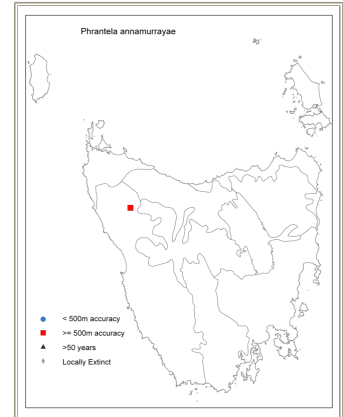 Phrantela annamurrayae
< 500m accuracy
>= 500m accuracy
>50 years
Locally Extinct